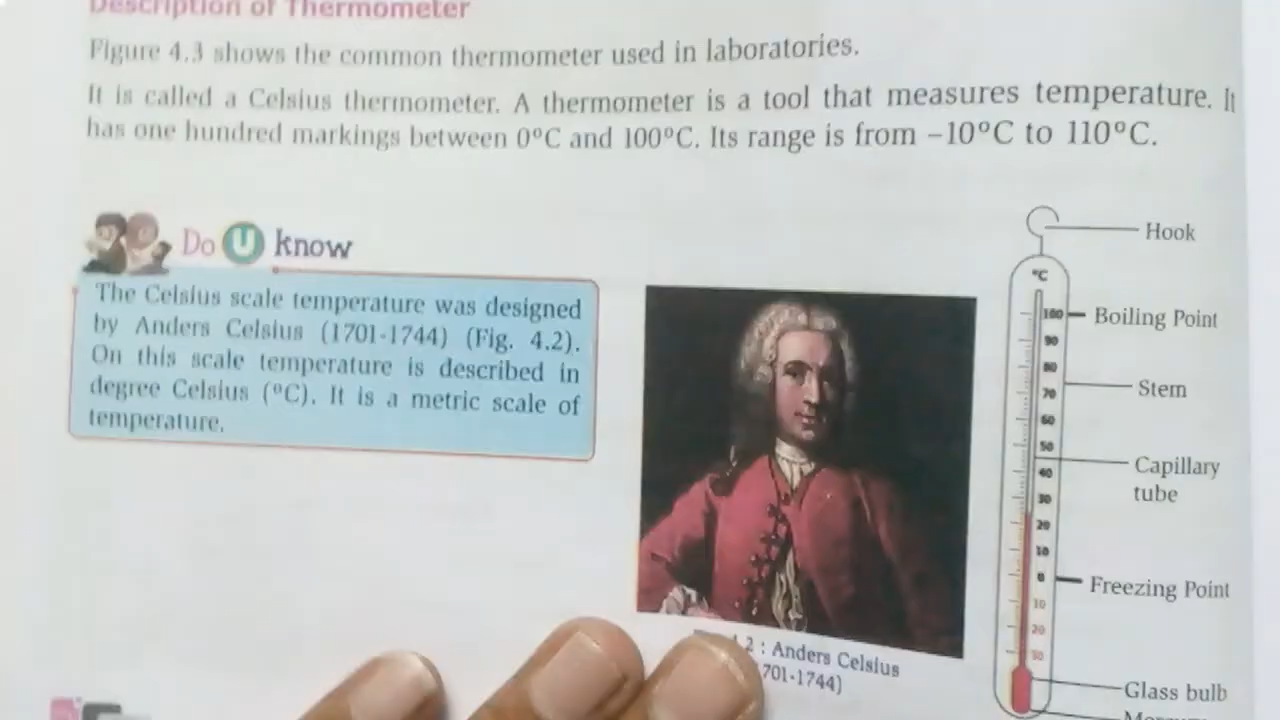 Description of Thermometer
Figure 4.3 shows the common thermometer used in laboratories.
It is called a Celsius thermometer. A thermometer is a tool that measures temperature. It
has one hundred markings between 0°C and 100°C. Its range is from −10°C to 110°C.
Do U know
The Celsius scale temperature was designed
by Anders Celsius (1701-1744) (Fig. 4.2).
On this scale temperature is described in
degree Celsius (°C). It is a metric scale of
temperature.
.2 : Anders Celsius
701-1744)
Hook
°C
100
Boiling Point
90
80
70
Stem
60
50
40
Capillary
tube
30
20
10
0
Freezing Point
10
20
30
Glass bulb